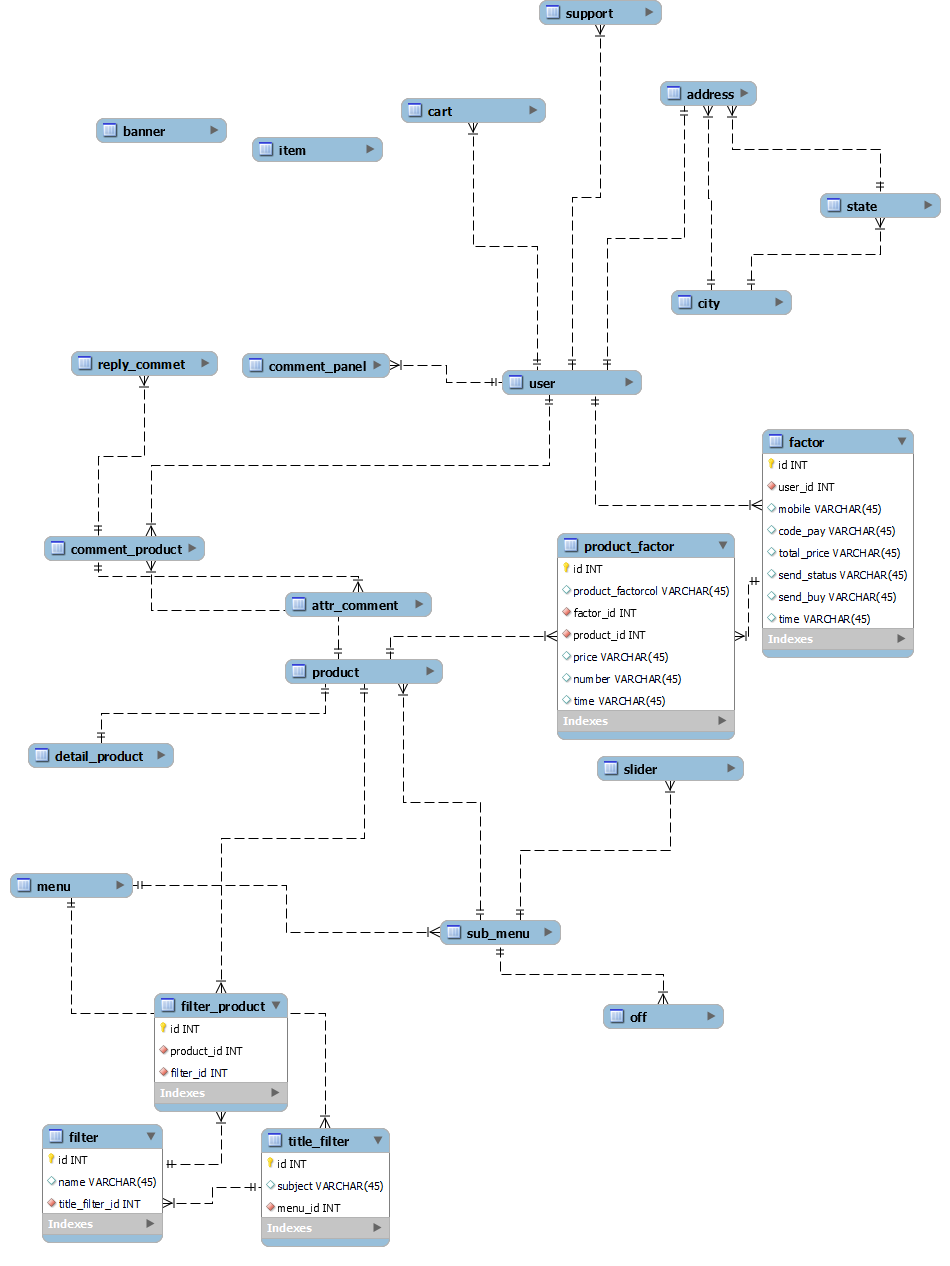 support
address
cart
banner
item
state
city
reply_commet
comment_panel
user
factor
id INT
user_id INT
mobile VARCHAR(45)
code_pay VARCHAR(45)
total_price VARCHAR(45)
send_status VARCHAR(45)
send_buy VARCHAR(45)
time VARCHAR(45)
Indexes
product_factor
id INT
product_factorcol VARCHAR(45)
factor_id INT
product_id INT
price VARCHAR(45)
number VARCHAR(45)
time VARCHAR(45)
Indexes
comment_product
attr_comment
product
detail_product
slider
menu
sub_menu
off
filter_product
id INT
product_id INT
filter_id INT
Indexes
filter
id INT
name VARCHAR(45)
title_filter_id INT
Indexes
title_filter
id INT
subject VARCHAR(45)
menu_id INT
Indexes